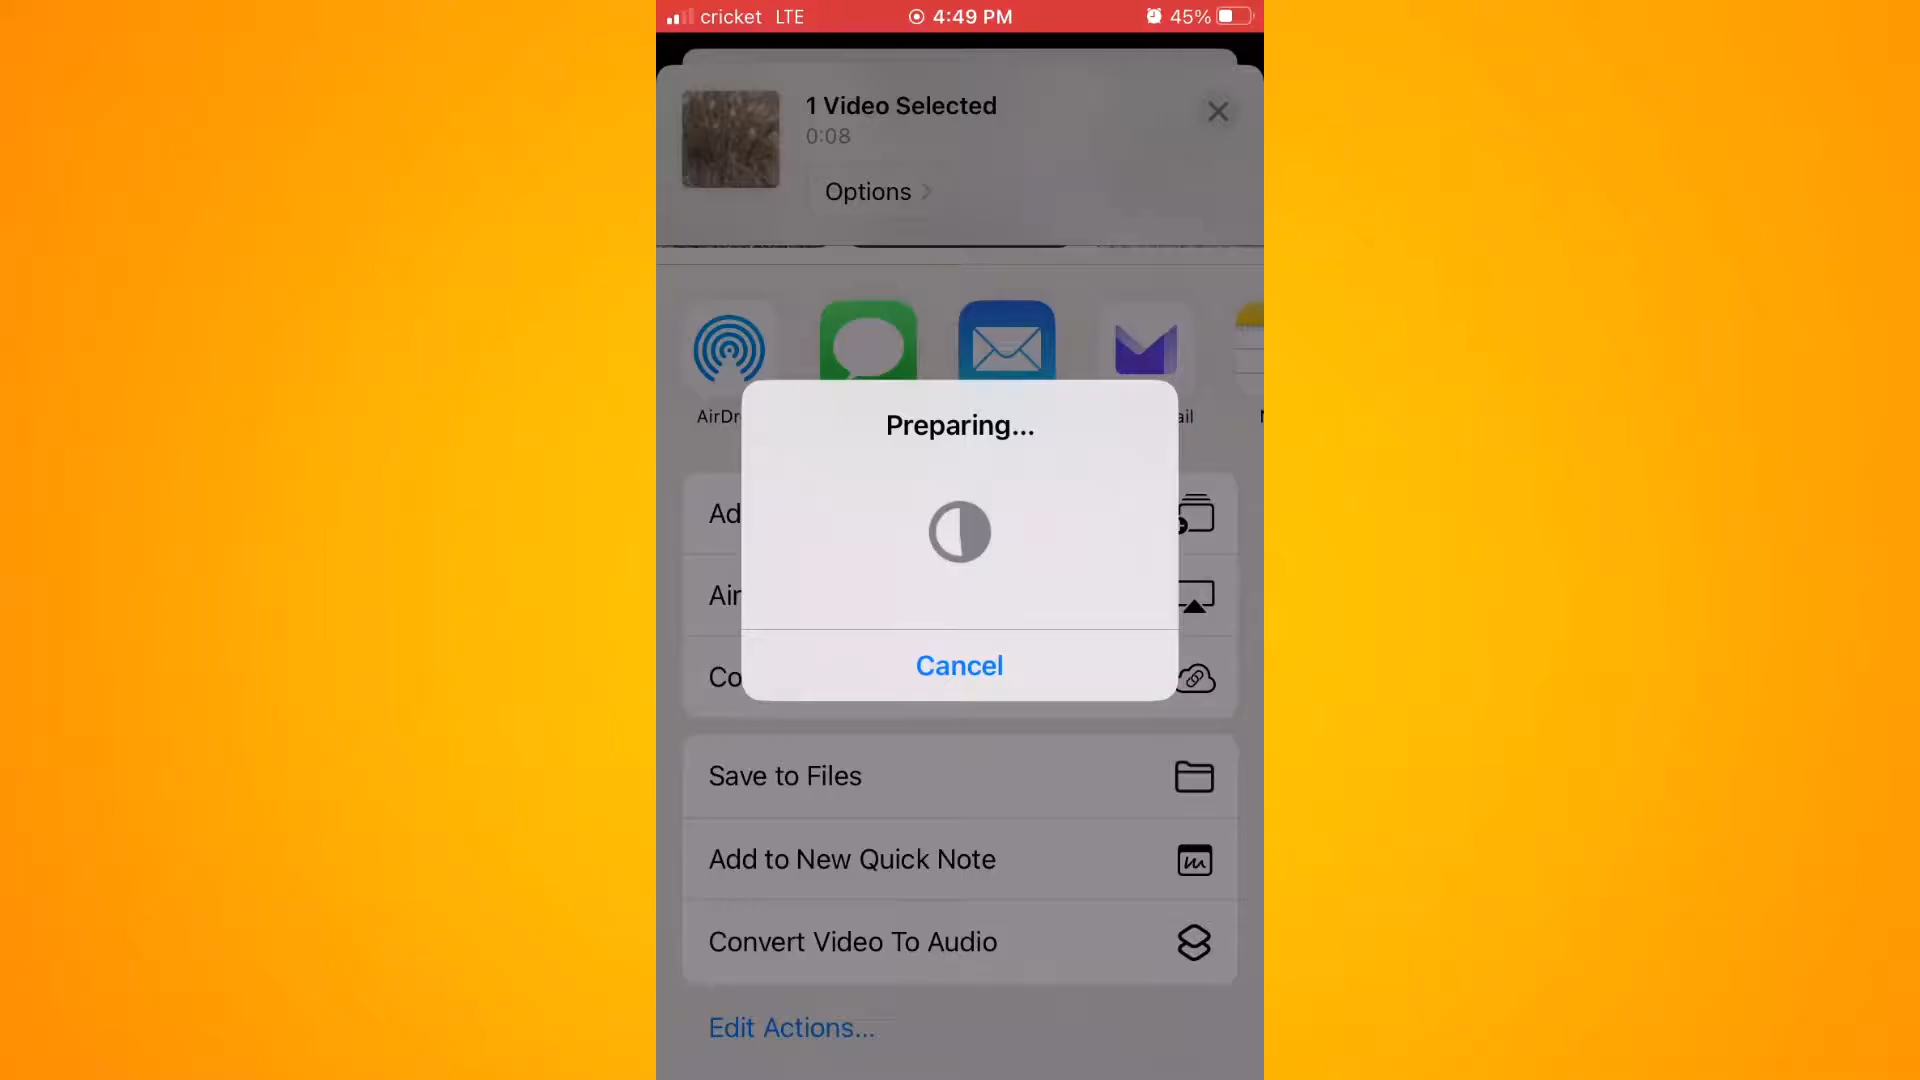 cricket LTE 4:49 PM 45%
1 Video Selected
0:08
Options
AirDr
ail
Preparing...
Ad
Air
Co
Cancel
Save to Files
Add to New Quick Note
Convert Video To Audio
Edit Actions...